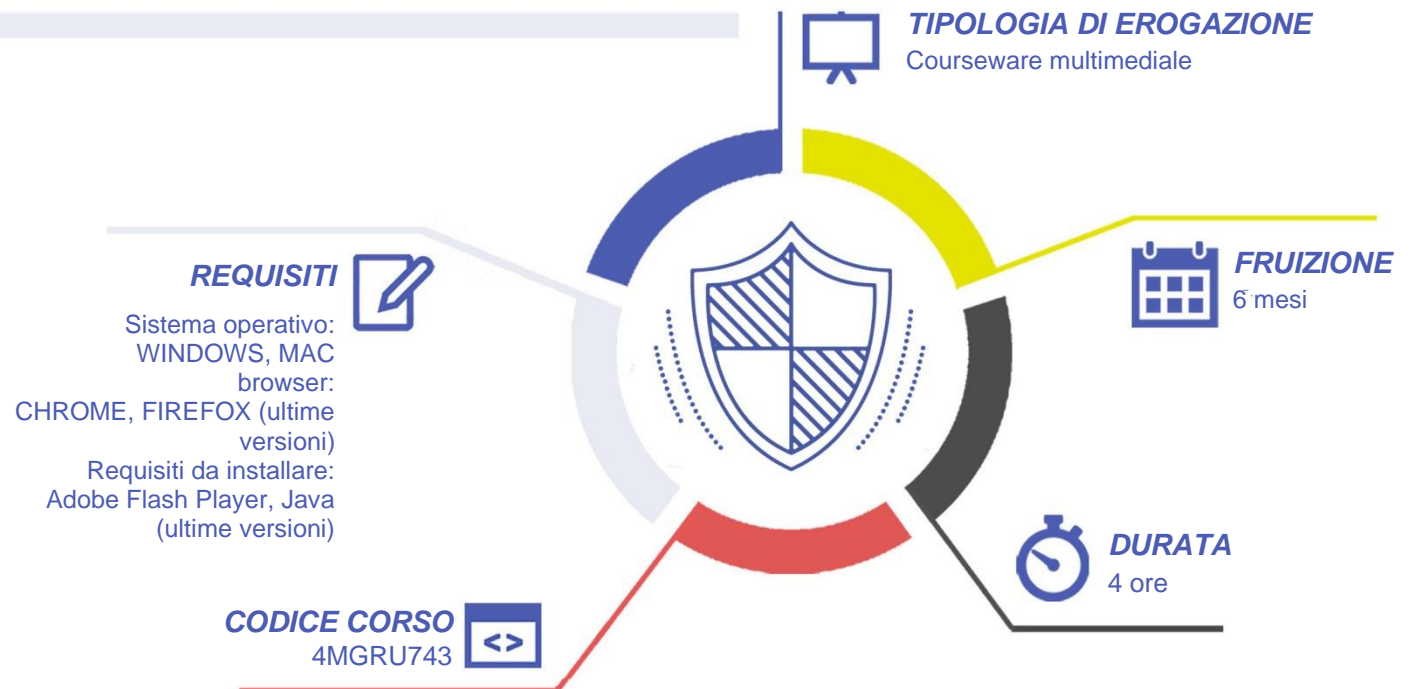 TIPOLOGIA DI EROGAZIONE
Courseware multimediale
REQUISITI
Sistema operativo:
WINDOWS, MAC
browser:
CHROME, FIREFOX (ultime
versioni)
Requisiti da installare:
Adobe Flash Player, Java
(ultime versioni)
FRUIZIONE
6 mesi
DURATA
4 ore
CODICE CORSO
4MGRU743